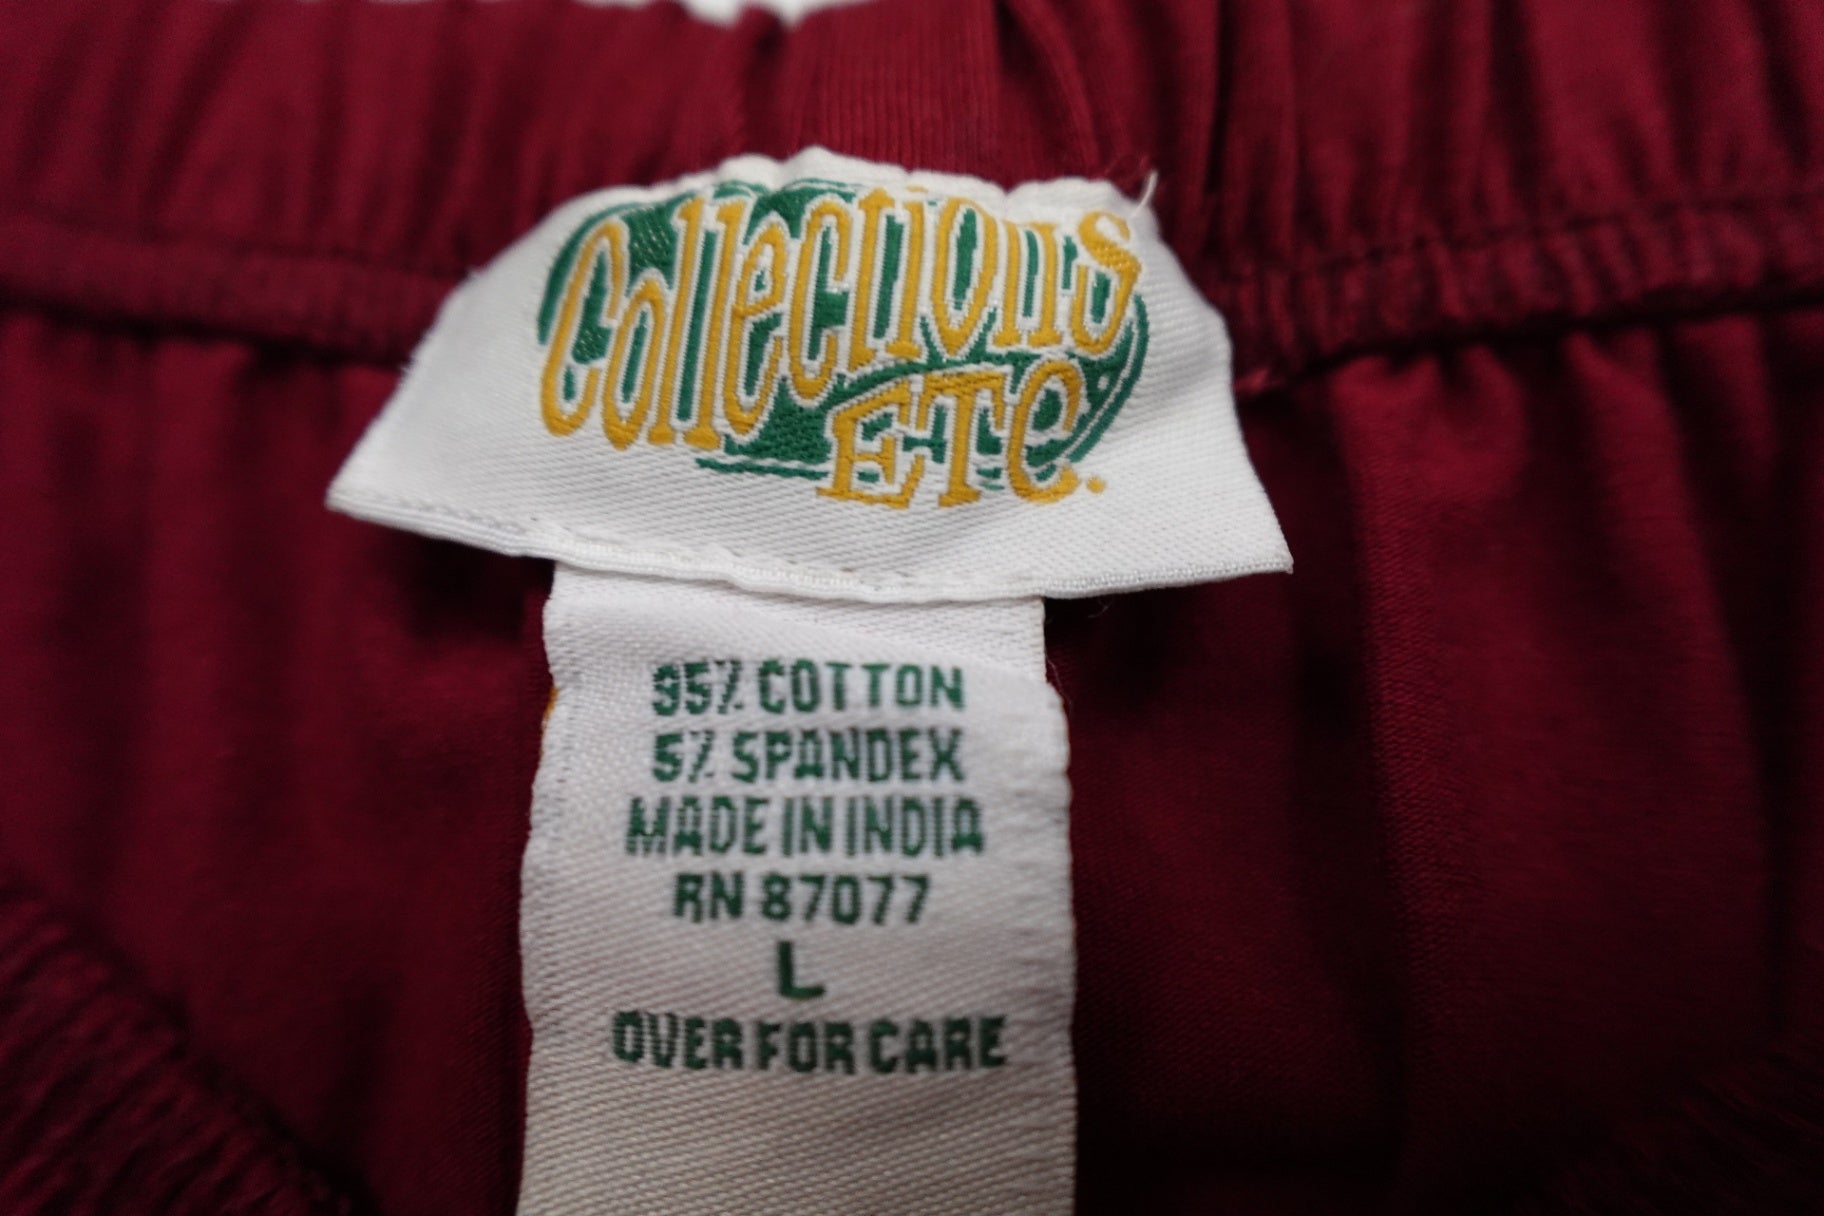 Collections
ETC.
95% COTTON
5% SPANDEX
MADE IN INDIA
RN 87077
L
OVER FOR CARE